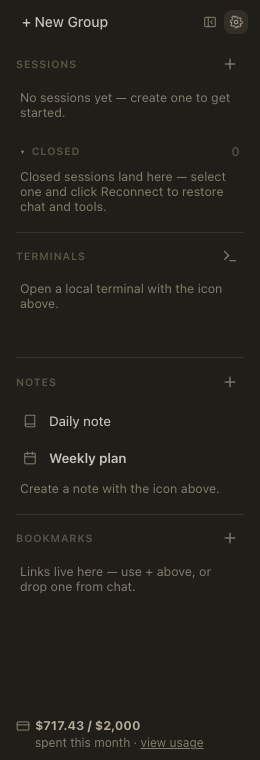 + New Group
SESSIONS
No sessions yet — create one to get
started.
CLOSED 0
Closed sessions land here — select
one and click Reconnect to restore
chat and tools.
TERMINALS
Open a local terminal with the icon
above.
NOTES
Daily note
Weekly plan
Create a note with the icon above.
BOOKMARKS
Links live here — use + above, or
drop one from chat.
$717.43 / $2,000
spent this month · view usage